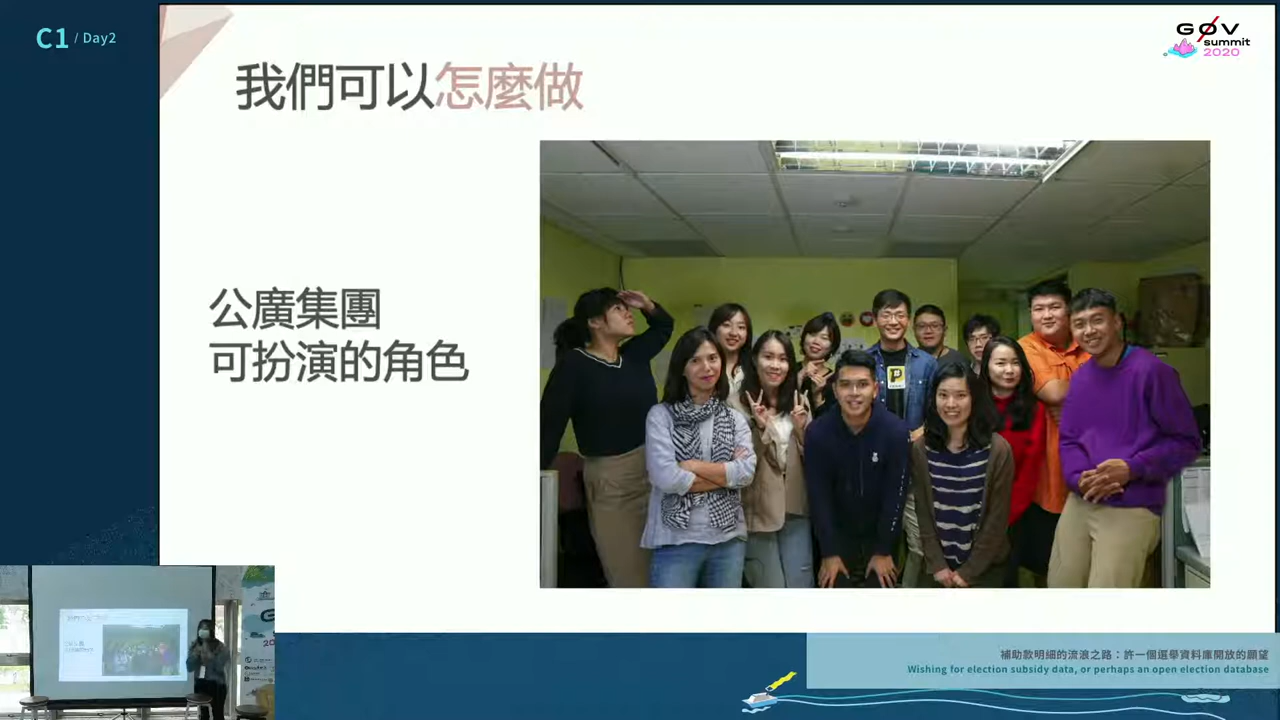 C1 / Day2
GØV
summit
2020
我們可以怎麼做
公廣集團
可扮演的角色
補助款明細的流浪之路：許一個選舉資料庫開放的願望
Wishing for election subsidy data, or perhaps an open election database